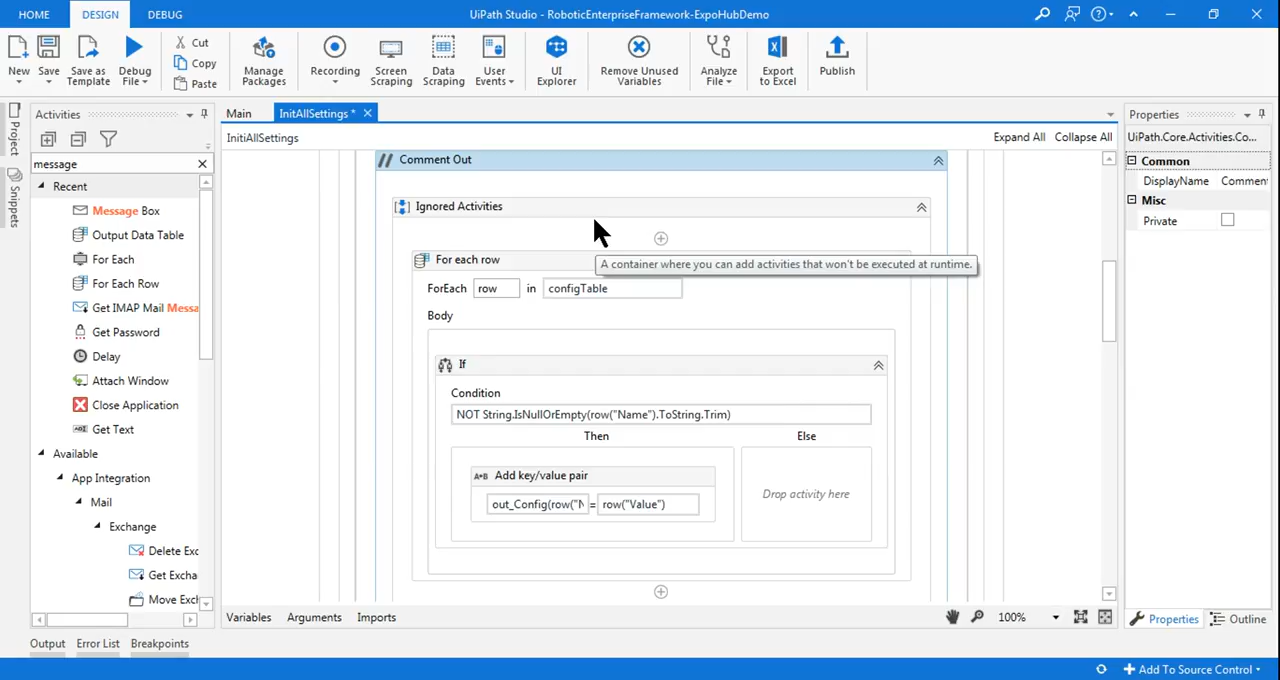 HOME DESIGN DEBUG UiPath Studio - RoboticEnterpriseFramework-ExpoHubDemo
New Save Save as Template Debug File Cut Copy Paste Manage Packages Recording Screen Scraping Data Scraping User Events UI Explorer Remove Unused Variables Analyze File Export to Excel Publish
Project
Snippets
Activities
message
Recent
Message Box
Output Data Table
For Each
For Each Row
Get IMAP Mail Messa
Get Password
Delay
Attach Window
Close Application
Get Text
Available
App Integration
Mail
Exchange
Delete Exc
Get Excha
Move Exch
Main InitAllSettings *
InitiAllSettings Expand All Collapse All
// Comment Out
Ignored Activities
A container where you can add activities that won't be executed at runtime.
For each row
ForEach row in configTable
Body
If
Condition
NOT String.IsNullOrEmpty(row("Name").ToString.Trim)
Then Else
A*B Add key/value pair
out_Config(row("N = row("Value")
Drop activity here
Variables Arguments Imports 100%
Properties
UiPath.Core.Activities.Co...
Common
DisplayName Commen
Misc
Private
Properties Outline
Output Error List Breakpoints
Add To Source Control